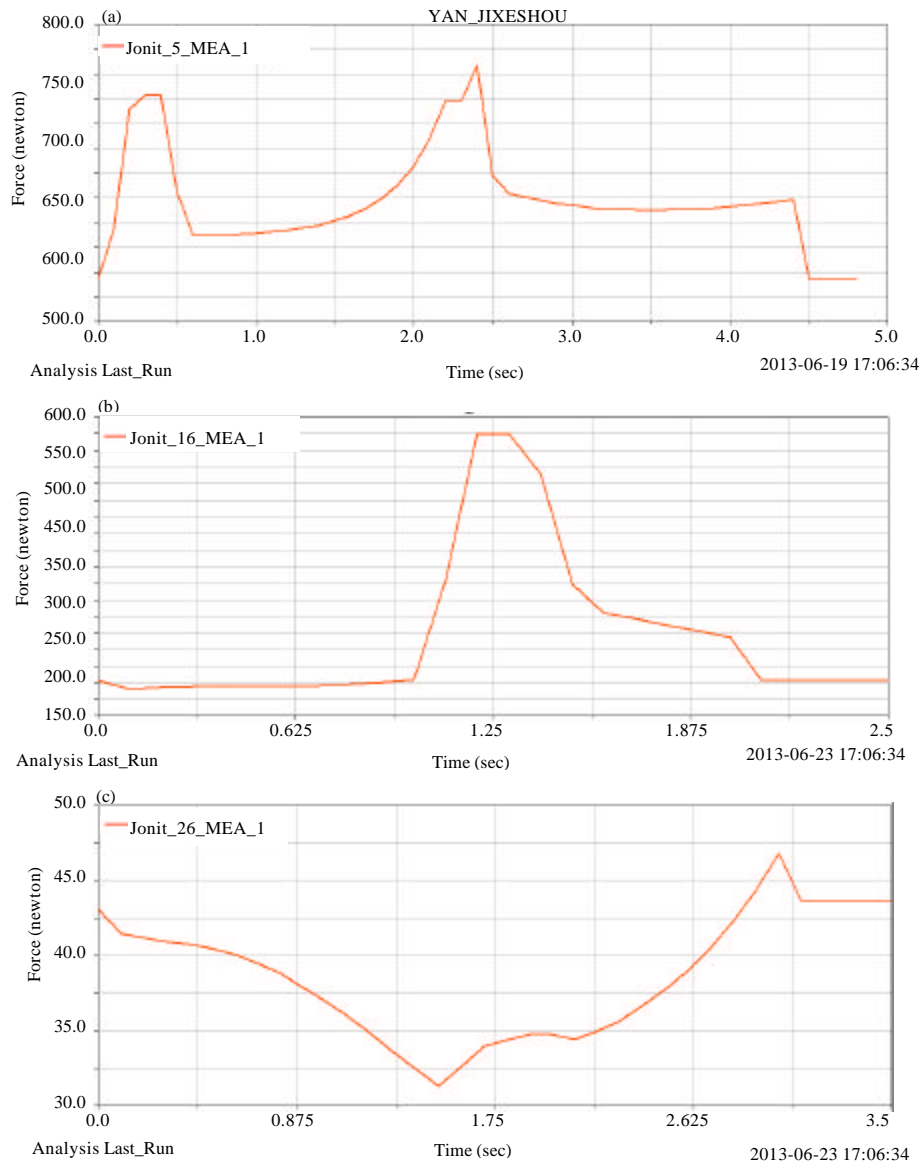 (a)
YAN_JIXESHOU
Jonit_5_MEA_1
Force (newton)
800.0
750.0
700.0
650.0
600.0
500.0
0.0 1.0 2.0 3.0 4.0 5.0
Analysis Last_Run
Time (sec)
2013-06-19 17:06:34
(b)
Jonit_16_MEA_1
Force (newton)
600.0
550.0
500.0
450.0
350.0
300.0
250.0
200.0
150.0
0.0 0.625 1.25 1.875 2.5
Analysis Last_Run
Time (sec)
2013-06-23 17:06:34
(c)
Jonit_26_MEA_1
Force (newton)
50.0
45.0
40.0
35.0
30.0
0.0 0.875 1.75 2.625 3.5
Analysis Last_Run
Time (sec)
2013-06-23 17:06:34